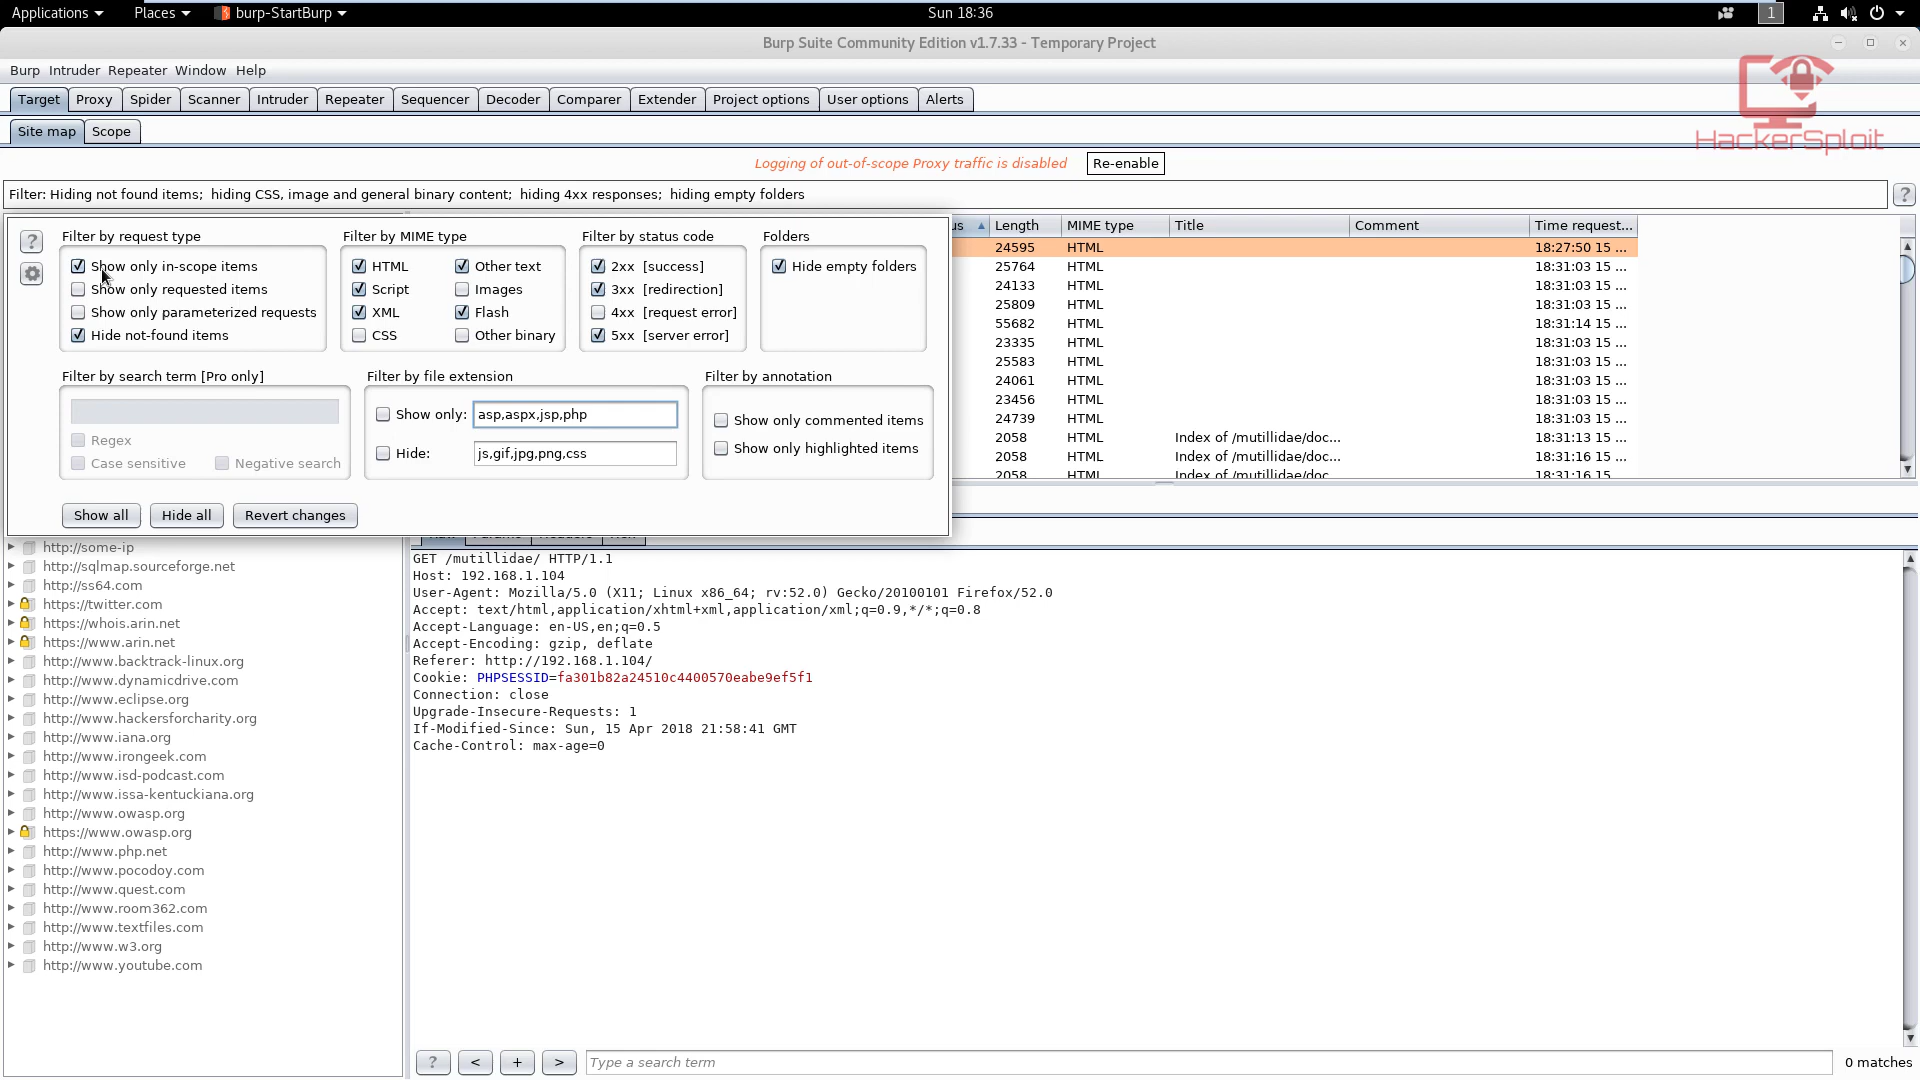 Applications Places burp-StartBurp Sun 18:36 1
Burp Suite Community Edition v1.7.33 - Temporary Project
Burp Intruder Repeater Window Help
Target Proxy Spider Scanner Intruder Repeater Sequencer Decoder Comparer Extender Project options User options Alerts
Site map Scope
HackerSploit
Logging of out-of-scope Proxy traffic is disabled Re-enable
Filter: Hiding not found items; hiding CSS, image and general binary content; hiding 4xx responses; hiding empty folders ?
us Length MIME type Title Comment Time request...
24595 HTML 18:27:50 15 ...
25764 HTML 18:31:03 15 ...
24133 HTML 18:31:03 15 ...
25809 HTML 18:31:03 15 ...
55682 HTML 18:31:14 15 ...
23335 HTML 18:31:03 15 ...
25583 HTML 18:31:03 15 ...
24061 HTML 18:31:03 15 ...
23456 HTML 18:31:03 15 ...
24739 HTML 18:31:03 15 ...
2058 HTML Index of /mutillidae/doc... 18:31:13 15 ...
2058 HTML Index of /mutillidae/doc... 18:31:16 15 ...
2058 HTML Index of /mutillidae/doc... 18:31:16 15 ...
? Filter by request type
Show only in-scope items
Show only requested items
Show only parameterized requests
Hide not-found items
Filter by MIME type
HTML Other text
Script Images
XML Flash
CSS Other binary
Filter by status code
2xx [success]
3xx [redirection]
4xx [request error]
5xx [server error]
Folders
Hide empty folders
Filter by search term [Pro only]
Regex
Case sensitive Negative search
Filter by file extension
Show only: asp,aspx,jsp,php
Hide: js,gif,jpg,png,css
Filter by annotation
Show only commented items
Show only highlighted items
Show all Hide all Revert changes
http://some-ip
http://sqlmap.sourceforge.net
http://ss64.com
https://twitter.com
https://whois.arin.net
https://www.arin.net
http://www.backtrack-linux.org
http://www.dynamicdrive.com
http://www.eclipse.org
http://www.hackersforcharity.org
http://www.iana.org
http://www.irongeek.com
http://www.isd-podcast.com
http://www.issa-kentuckiana.org
http://www.owasp.org
https://www.owasp.org
http://www.php.net
http://www.pocodoy.com
http://www.quest.com
http://www.room362.com
http://www.textfiles.com
http://www.w3.org
http://www.youtube.com
GET /mutillidae/ HTTP/1.1
Host: 192.168.1.104
User-Agent: Mozilla/5.0 (X11; Linux x86_64; rv:52.0) Gecko/20100101 Firefox/52.0
Accept: text/html,application/xhtml+xml,application/xml;q=0.9,*/*;q=0.8
Accept-Language: en-US,en;q=0.5
Accept-Encoding: gzip, deflate
Referer: http://192.168.1.104/
Cookie: PHPSESSID=fa301b82a24510c4400570eabe9ef5f1
Connection: close
Upgrade-Insecure-Requests: 1
If-Modified-Since: Sun, 15 Apr 2018 21:58:41 GMT
Cache-Control: max-age=0
? < + > Type a search term 0 matches